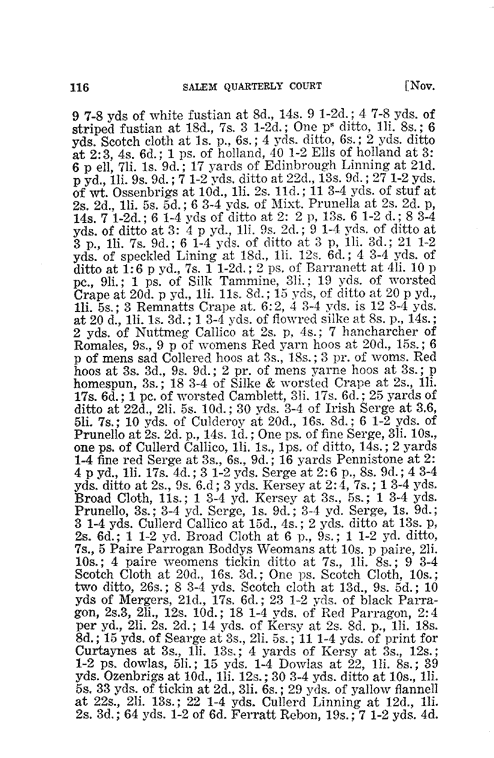 116 SALEM QUARTERLY COURT [Nov.
9 7-8 yds of white fustian at 8d., 14s. 9 1-2d.; 4 7-8 yds. of
striped fustian at 18d., 7s. 3 1-2d.; One ps ditto, 1li. 8s.; 6
yds. Scotch cloth at 1s. p., 6s.; 4 yds. ditto, 6s.; 2 yds. ditto
at 2:3, 4s. 6d.; 1 ps. of holland, 40 1-2 Ells of holland at 3:
6 p ell, 7li. 1s. 9d.; 17 yards of Edinbrough Linning at 21d.
p yd., 1li. 9s. 9d.; 7 1-2 yds. ditto at 22d., 13s. 9d.; 27 1-2 yds.
of wt. Ossenbrigs at 10d., 1li. 2s. 11d.; 11 3-4 yds. of stuf at
2s. 2d., 1li. 5s. 5d.; 6 3-4 yds. of Mixt. Prunella at 2s. 2d. p,
14s. 7 1-2d.; 6 1-4 yds of ditto at 2: 2 p, 13s. 6 1-2 d.; 8 3-4
yds. of ditto at 3: 4 p yd., 1li. 9s. 2d.; 9 1-4 yds. of ditto at
3 p., 1li. 7s. 9d.; 6 1-4 yds. of ditto at 3 p, 1li. 3d.; 21 1-2
yds. of speckled Lining at 18d., 1li. 12s. 6d.; 4 3-4 yds. of
ditto at 1:6 p yd., 7s. 1 1-2d.; 2 ps. of Barranett at 4li. 10 p
pc., 9li.; 1 ps. of Silk Tammine, 3li.; 19 yds. of worsted
Crape at 20d. p yd., 1li. 11s. 8d.; 15 yds, of ditto at 20 p yd.,
1li. 5s.; 3 Remnatts Crape at. 6:2, 4 3-4 yds. is 12 3-4 yds.
at 20 d., 1li. 1s. 3d.; 1 3-4 yds. of flowred silke at 8s. p., 14s.;
2 yds. of Nuttmeg Callico at 2s. p, 4s.; 7 hancharcher of
Romales, 9s., 9 p of womens Red yarn hoos at 20d., 15s.; 6
p of mens sad Collered hoos at 3s., 18s.; 3 pr. of woms. Red
hoos at 3s. 3d., 9s. 9d.; 2 pr. of mens yarne hoos at 3s.; p
homespun, 3s.; 18 3-4 of Silke & worsted Crape at 2s., 1li.
17s. 6d.; 1 pc. of worsted Camblett, 3li. 17s. 6d.; 25 yards of
ditto at 22d., 2li. 5s. 10d.; 30 yds. 3-4 of Irish Serge at 3.6,
5li. 7s.; 10 yds. of Culderoy at 20d., 16s. 8d.; 6 1-2 yds. of
Prunello at 2s. 2d. p., 14s. 1d.; One ps. of fine Serge, 3li. 10s.,
one ps. of Cullerd Callico, 1li. 1s., 1ps. of ditto, 14s.; 2 yards
1-4 fine red Serge at 3s., 6s., 9d.; 16 yards Pennistone at 2:
4 p yd., 1li. 17s. 4d.; 3 1-2 yds. Serge at 2:6 p., 8s. 9d.; 4 3-4
yds. ditto at 2s., 9s. 6.d; 3 yds. Kersey at 2:4, 7s.; 1 3-4 yds.
Broad Cloth, 11s.; 1 3-4 yd. Kersey at 3s., 5s.; 1 3-4 yds.
Prunello, 3s.; 3-4 yd. Serge, 1s. 9d.; 3-4 yd. Serge, 1s. 9d.;
3 1-4 yds. Cullerd Callico at 15d., 4s.; 2 yds. ditto at 13s. p,
2s. 6d.; 1 1-2 yd. Broad Cloth at 6 p., 9s.; 1 1-2 yd. ditto,
7s., 5 Paire Parrogan Boddys Weomans att 10s. p paire, 2li.
10s.; 4 paire weomens tickin ditto at 7s., 1li. 8s.; 9 3-4
Scotch Cloth at 20d., 16s. 3d.; One ps. Scotch Cloth, 10s.;
two ditto, 26s.; 8 3-4 yds. Scotch cloth at 13d., 9s. 5d.; 10
yds of Mergers, 21d., 17s. 6d.; 23 1-2 yds. of black Parra-
gon, 2s.3, 2li., 12s. 10d.; 18 1-4 yds. of Red Parragon, 2:4
per yd., 2li. 2s. 2d.; 14 yds. of Kersy at 2s. 8d. p., 1li. 18s.
8d.; 15 yds. of Searge at 3s., 2li. 5s.; 11 1-4 yds. of print for
Curtaynes at 3s., 1li. 13s.; 4 yards of Kersy at 3s., 12s.;
1-2 ps. dowlas, 5li.; 15 yds. 1-4 Dowlas at 22, 1li. 8s.; 39
yds. Ozenbrigs at 10d., 1li. 12s.; 30 3-4 yds. ditto at 10s., 1li.
5s. 33 yds. of tickin at 2d., 3li. 6s.; 29 yds. of yallow flannell
at 22s., 2li. 13s.; 22 1-4 yds. Cullerd Linning at 12d., 1li.
2s. 3d.; 64 yds. 1-2 of 6d. Ferratt Rebon, 19s.; 7 1-2 yds. 4d.